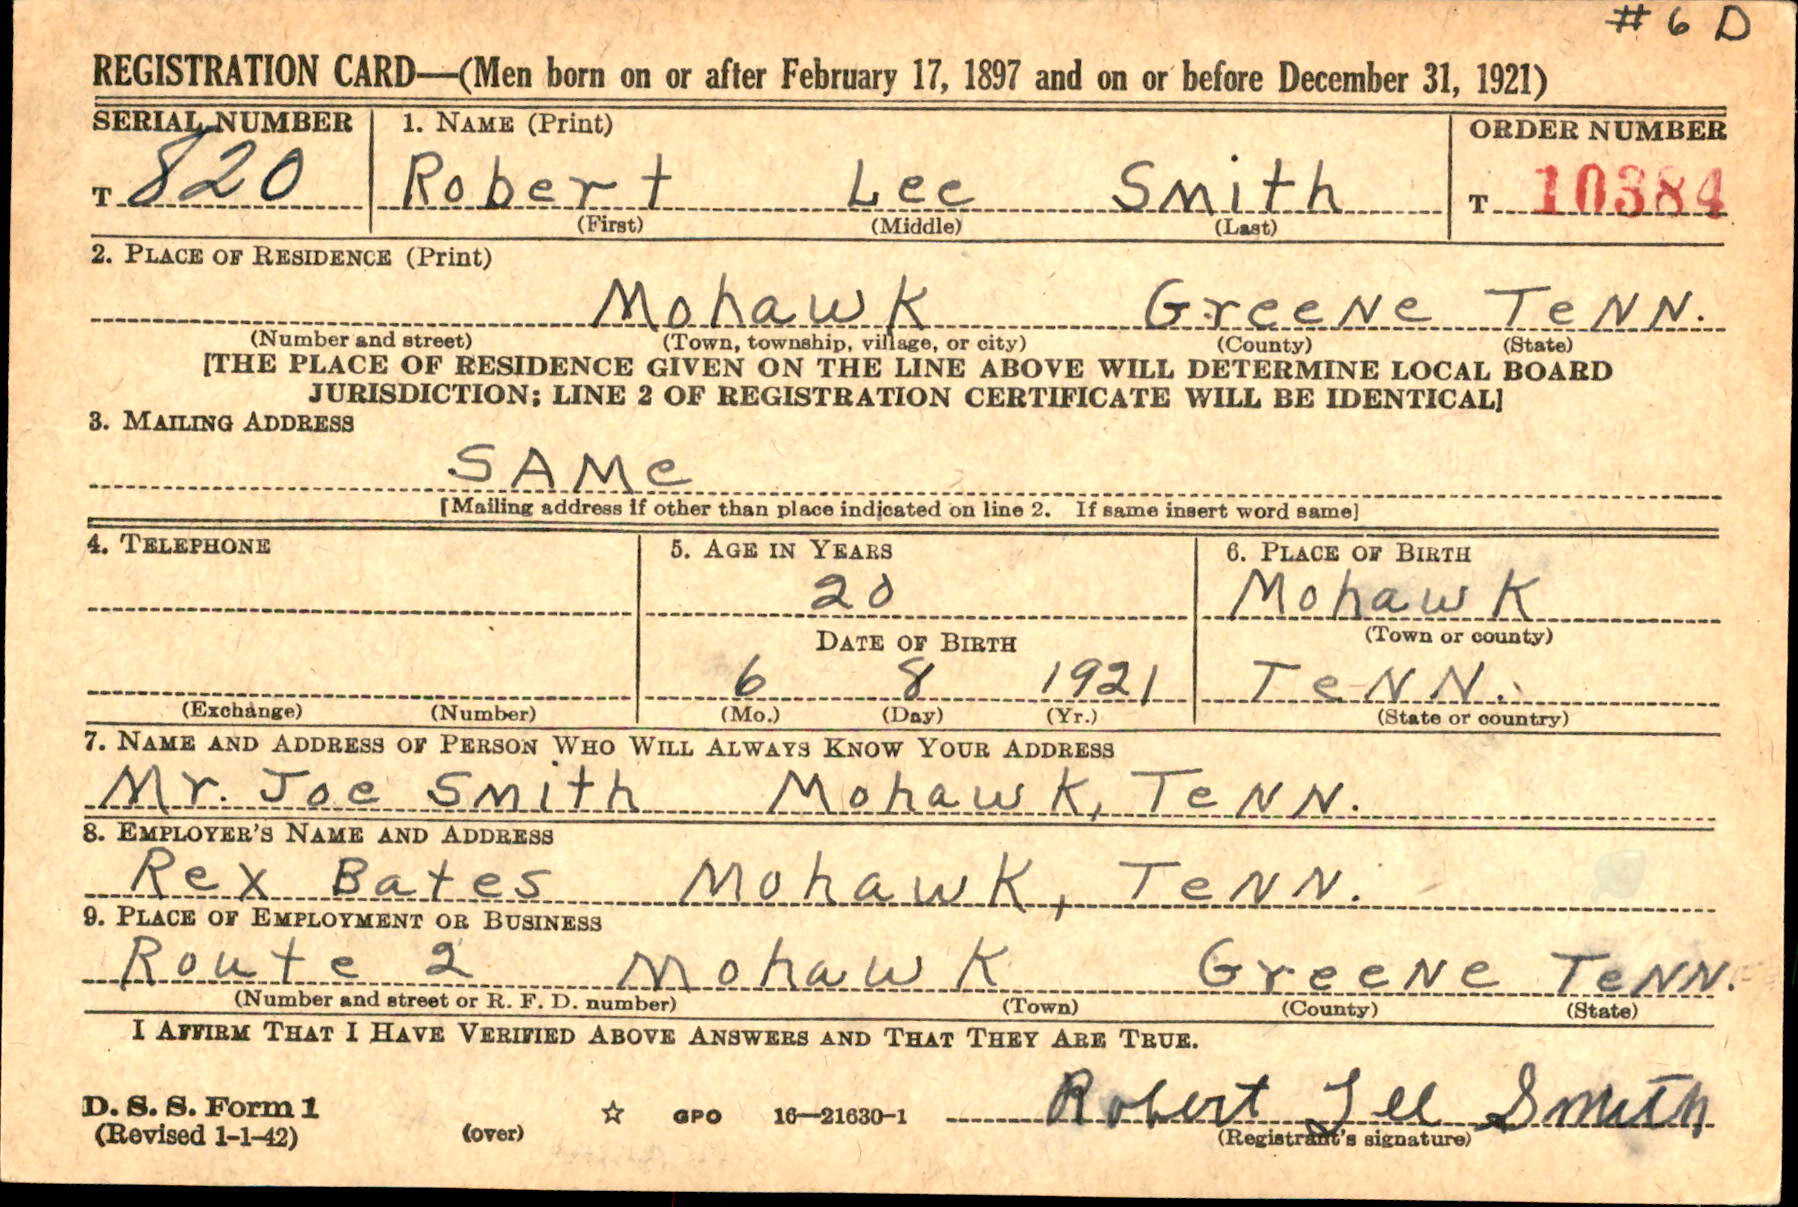 # 6 D
REGISTRATION CARD—(Men born on or after February 17, 1897 and on or before December 31, 1921)
SERIAL NUMBER 1. NAME (Print) ORDER NUMBER
T 820 Robert Lee Smith T 10384
(First) (Middle) (Last)
2. PLACE OF RESIDENCE (Print)
Mohawk Greene Tenn.
(Number and street) (Town, township, village, or city) (County) (State)
[THE PLACE OF RESIDENCE GIVEN ON THE LINE ABOVE WILL DETERMINE LOCAL BOARD
JURISDICTION; LINE 2 OF REGISTRATION CERTIFICATE WILL BE IDENTICAL]
3. MAILING ADDRESS
SAMe
[Mailing address if other than place indicated on line 2. If same insert word same]
4. TELEPHONE 5. AGE IN YEARS 6. PLACE OF BIRTH
20 Mohawk
DATE OF BIRTH (Town or county)
6 8 1921 Tenn.
(Exchange) (Number) (Mo.) (Day) (Yr.) (State or country)
7. NAME AND ADDRESS OF PERSON WHO WILL ALWAYS KNOW YOUR ADDRESS
Mr. Joe Smith Mohawk, Tenn.
8. EMPLOYER'S NAME AND ADDRESS
Rex Bates Mohawk, Tenn.
9. PLACE OF EMPLOYMENT OR BUSINESS
Route 2 Mohawk Greene Tenn.
(Number and street or R. F. D. number) (Town) (County) (State)
I AFFIRM THAT I HAVE VERIFIED ABOVE ANSWERS AND THAT THEY ARE TRUE.
D. S. S. Form 1 Robert Lee Smith
(Revised 1-1-42) (over) ☆ GPO 16—21630-1 (Registrant's signature)